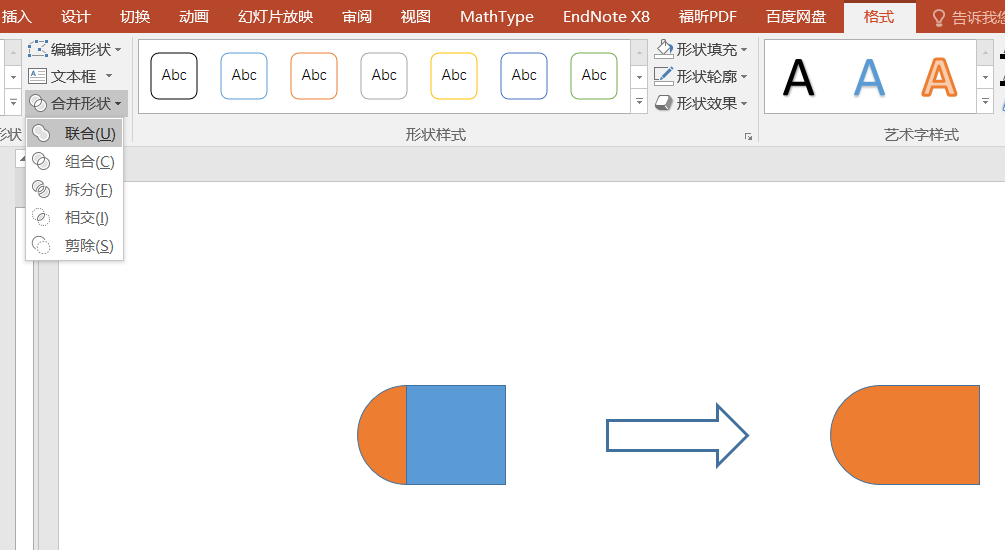 插入 设计 切换 动画 幻灯片放映 审阅 视图 MathType EndNote X8 福昕PDF 百度网盘 格式 告诉我
编辑形状
文本框
合并形状
Abc Abc Abc Abc Abc Abc Abc
形状填充
形状轮廓
形状效果
A A A
形状 形状样式 艺术字样式
联合(U)
组合(C)
拆分(F)
相交(I)
剪除(S)